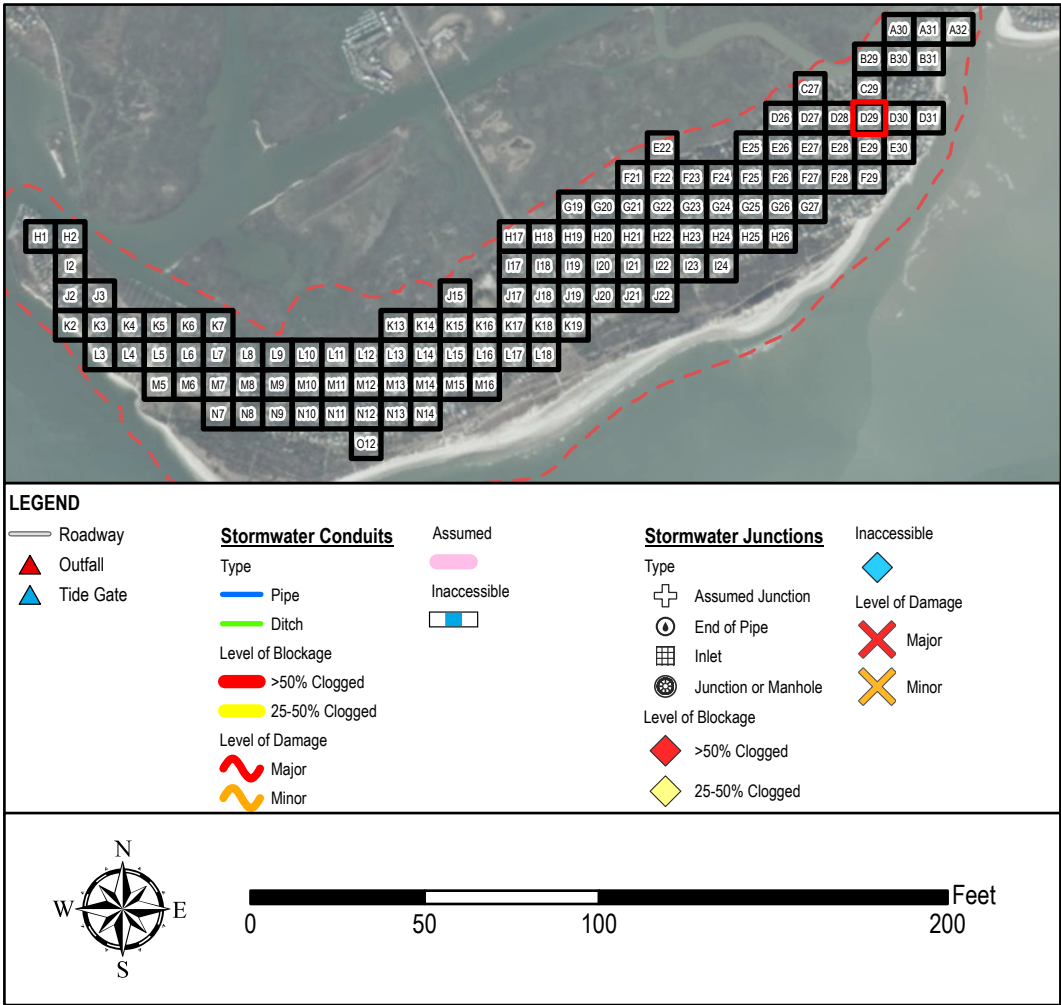 A30 A31 A32
B29 B30 B31
C27 C29
D26 D27 D28 D29 D30 D31
E22 E25 E26 E27 E28 E29 E30
F21 F22 F23 F24 F25 F26 F27 F28 F29
G19 G20 G21 G22 G23 G24 G25 G26 G27
H1 H2 H17 H18 H19 H20 H21 H22 H23 H24 H25 H26
I2 I17 I18 I19 I20 I21 I22 I23 I24
J2 J3 J15 J17 J18 J19 J20 J21 J22
K2 K3 K4 K5 K6 K7 K13 K14 K15 K16 K17 K18 K19
L3 L4 L5 L6 L7 L8 L9 L10 L11 L12 L13 L14 L15 L16 L17 L18
M5 M6 M7 M8 M9 M10 M11 M12 M13 M14 M15 M16
N7 N8 N9 N10 N11 N12 N13 N14
O12
LEGEND
Roadway
Outfall
Tide Gate
Stormwater Conduits
Type
Pipe
Ditch
Level of Blockage
>50% Clogged
25-50% Clogged
Level of Damage
Major
Minor
Assumed
Inaccessible
Stormwater Junctions
Type
Assumed Junction
End of Pipe
Inlet
Junction or Manhole
Level of Blockage
>50% Clogged
25-50% Clogged
Inaccessible
Level of Damage
Major
Minor
N
W E
S
Feet
0 50 100 200